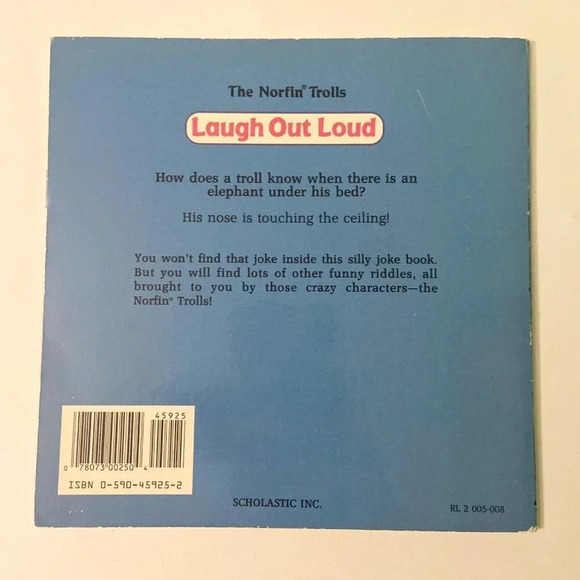 The Norfin® Trolls
Laugh Out Loud
How does a troll know when there is an
elephant under his bed?
His nose is touching the ceiling!
You won't find that joke inside this silly joke book.
But you will find lots of other funny riddles, all
brought to you by those crazy characters—the
Norfin® Trolls!
45925
0 78073 00250 4
ISBN 0-590-45925-2
SCHOLASTIC INC.
RL 2 005-008